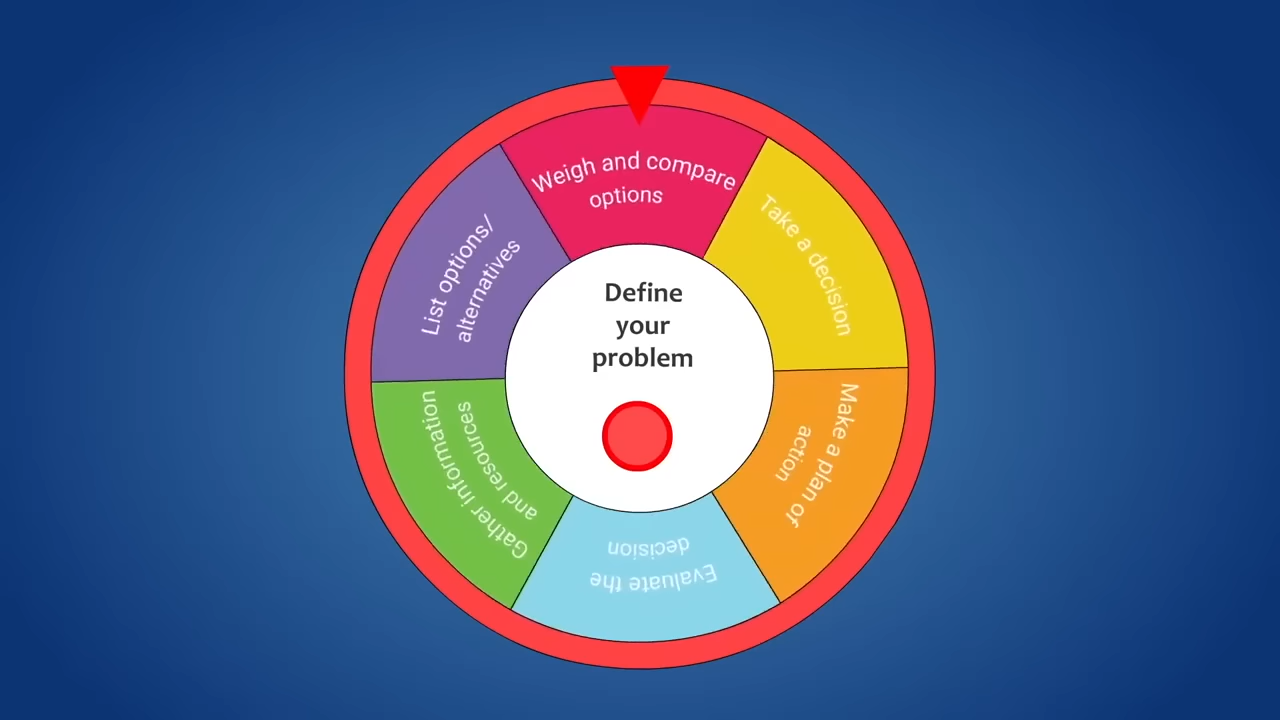 Weigh and compare
options
Take a decision
Make a plan of
action
Evaluate the
decision
Gather information
and resources
List options/
alternatives
Define
your
problem